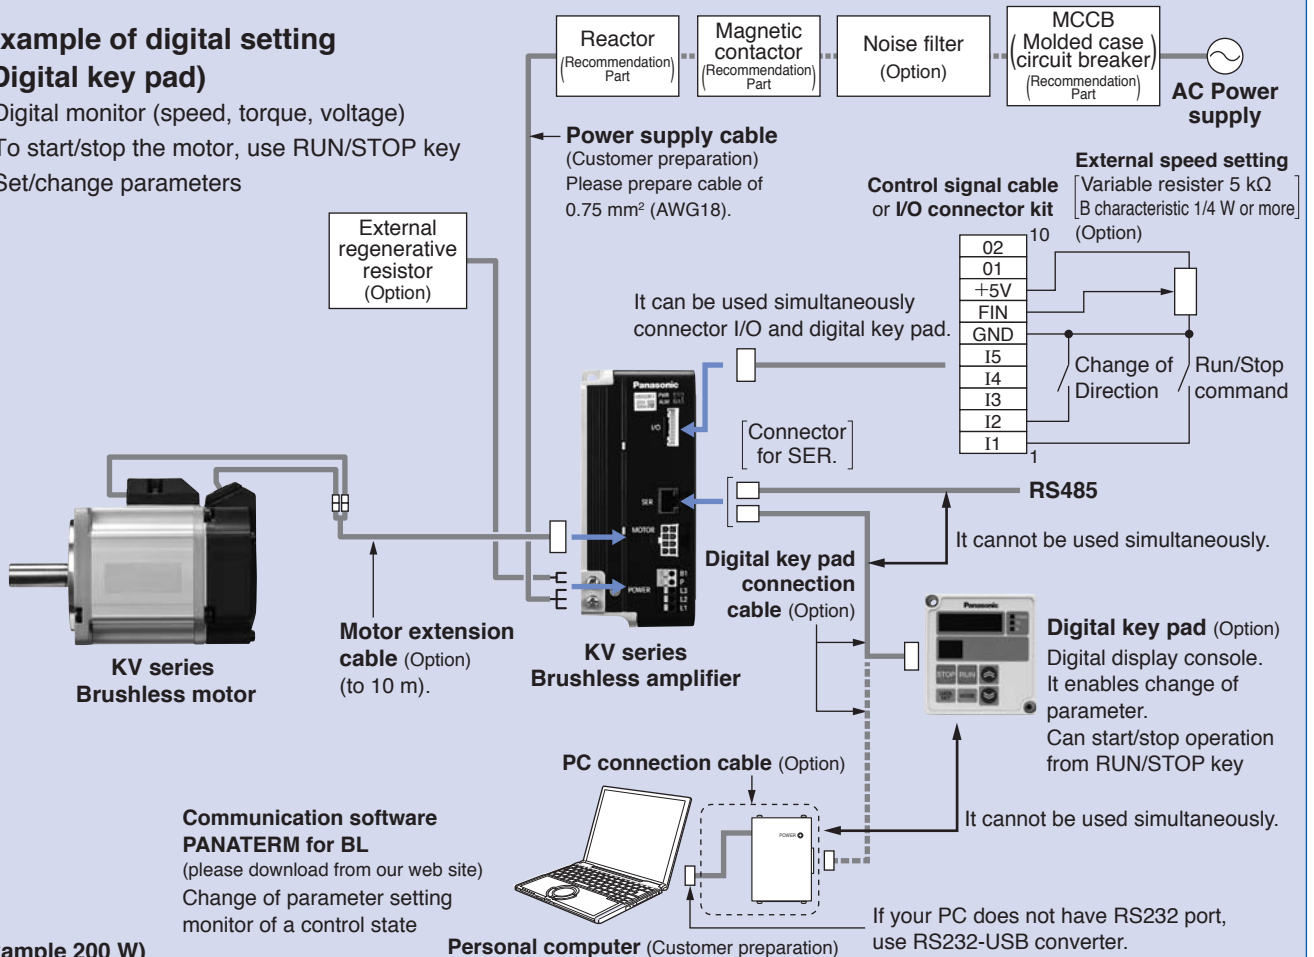 xample of digital setting
Digital key pad)
Digital monitor (speed, torque, voltage)
To start/stop the motor, use RUN/STOP key
Set/change parameters
Reactor
(Recommendation Part)
Magnetic
contactor
(Recommendation Part)
Noise filter
(Option)
MCCB
(Molded case
circuit breaker)
(Recommendation Part)
AC Power
supply
Power supply cable
(Customer preparation)
Please prepare cable of
0.75 mm² (AWG18).
External
regenerative
resistor
(Option)
Control signal cable
or I/O connector kit
External speed setting
[Variable resister 5 kΩ
B characteristic 1/4 W or more]
(Option)
10
02
01
+5V
FIN
GND
I5
I4
I3
I2
I1
1
Change of
Direction
Run/Stop
command
It can be used simultaneously
connector I/O and digital key pad.
Panasonic
PWR
ALM
I/O
SER
MOTOR
POWER
B1
P
L3
L2
L1
[Connector
for SER.]
RS485
It cannot be used simultaneously.
Digital key pad
connection
cable (Option)
Motor extension
cable (Option)
(to 10 m).
KV series
Brushless motor
KV series
Brushless amplifier
Panasonic
STOP RUN
MODE
Digital key pad (Option)
Digital display console.
It enables change of
parameter.
Can start/stop operation
from RUN/STOP key
It cannot be used simultaneously.
PC connection cable (Option)
POWER
Communication software
PANATERM for BL
(please download from our web site)
Change of parameter setting
monitor of a control state
Personal computer (Customer preparation)
If your PC does not have RS232 port,
use RS232-USB converter.
ample 200 W)